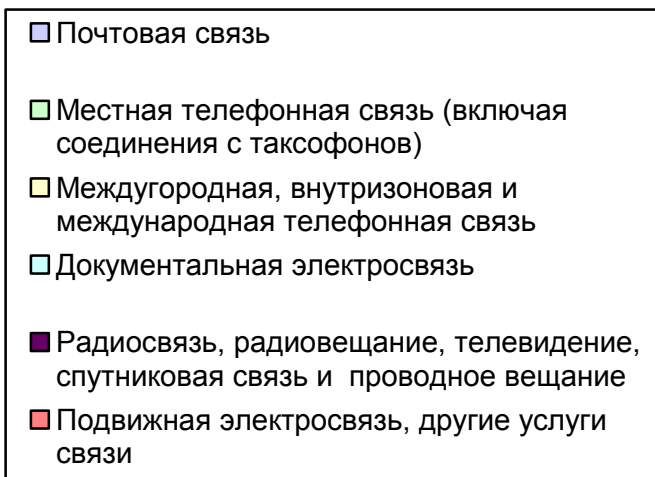 Почтовая связь
Местная телефонная связь (включая
соединения с таксофонов)
Междугородная, внутризоновая и
международная телефонная связь
Документальная электросвязь
Радиосвязь, радиовещание, телевидение,
спутниковая связь и проводное вещание
Подвижная электросвязь, другие услуги
связи